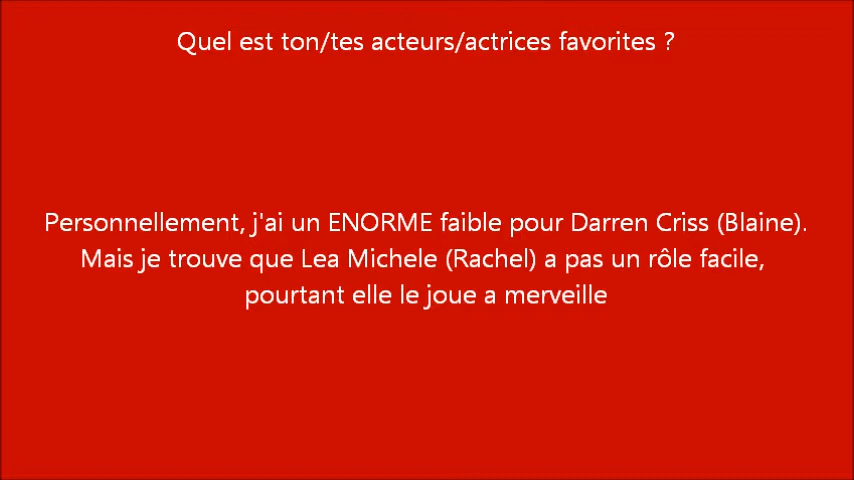 Quel est ton/tes acteurs/actrices favorites ?
Personnellement, j'ai un ENORME faible pour Darren Criss (Blaine).
Mais je trouve que Lea Michele (Rachel) a pas un rôle facile,
pourtant elle le joue a merveille